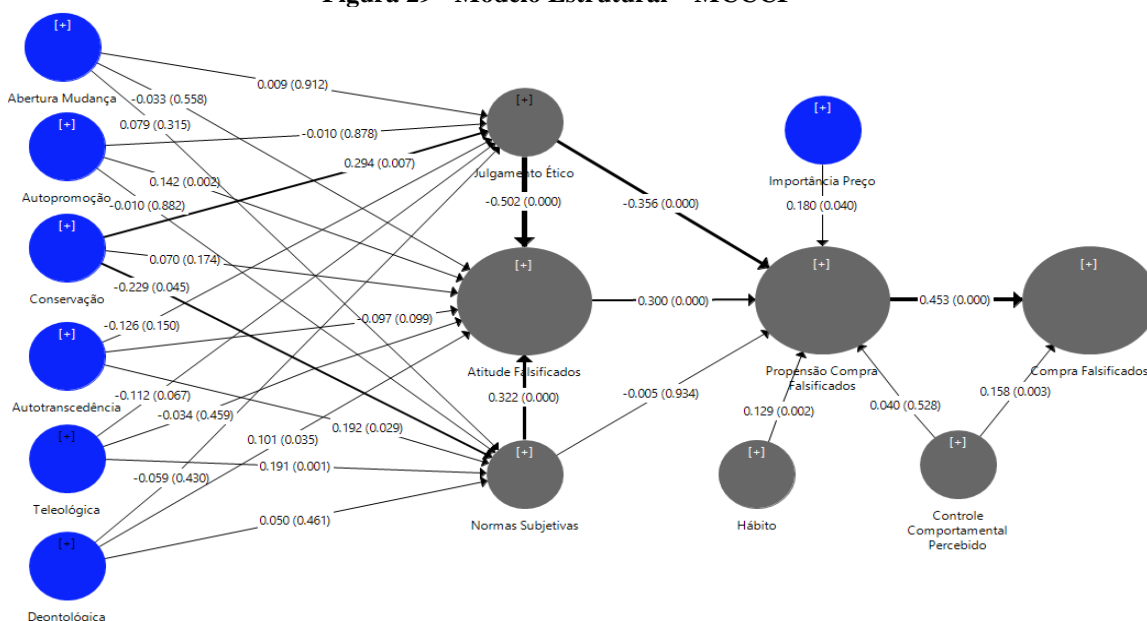 Figura 29 - Modelo Estrutural – MCCCP
[+]
Abertura Mudança
[+]
Autopromoção
[+]
Conservação
[+]
Autotranscedência
[+]
Teleológica
[+]
Deontológica
0.009 (0.912)
-0.033 (0.558)
0.079 (0.315)
-0.010 (0.878)
0.142 (0.002)
-0.010 (0.882)
0.294 (0.007)
0.070 (0.174)
-0.229 (0.045)
-0.126 (0.150)
-0.097 (0.099)
0.192 (0.029)
-0.112 (0.067)
-0.034 (0.459)
0.191 (0.001)
-0.059 (0.430)
0.101 (0.035)
0.050 (0.461)
[+]
Julgamento Ético
-0.502 (0.000)
-0.356 (0.000)
[+]
Atitude Falsificados
0.300 (0.000)
0.322 (0.000)
[+]
Normas Subjetivas
-0.005 (0.934)
[+]
Importância Preço
0.180 (0.040)
[+]
Propensão Compra
Falsificados
0.453 (0.000)
[+]
Compra Falsificados
0.129 (0.002)
0.040 (0.528)
0.158 (0.003)
[+]
Hábito
[+]
Controle
Comportamental
Percebido